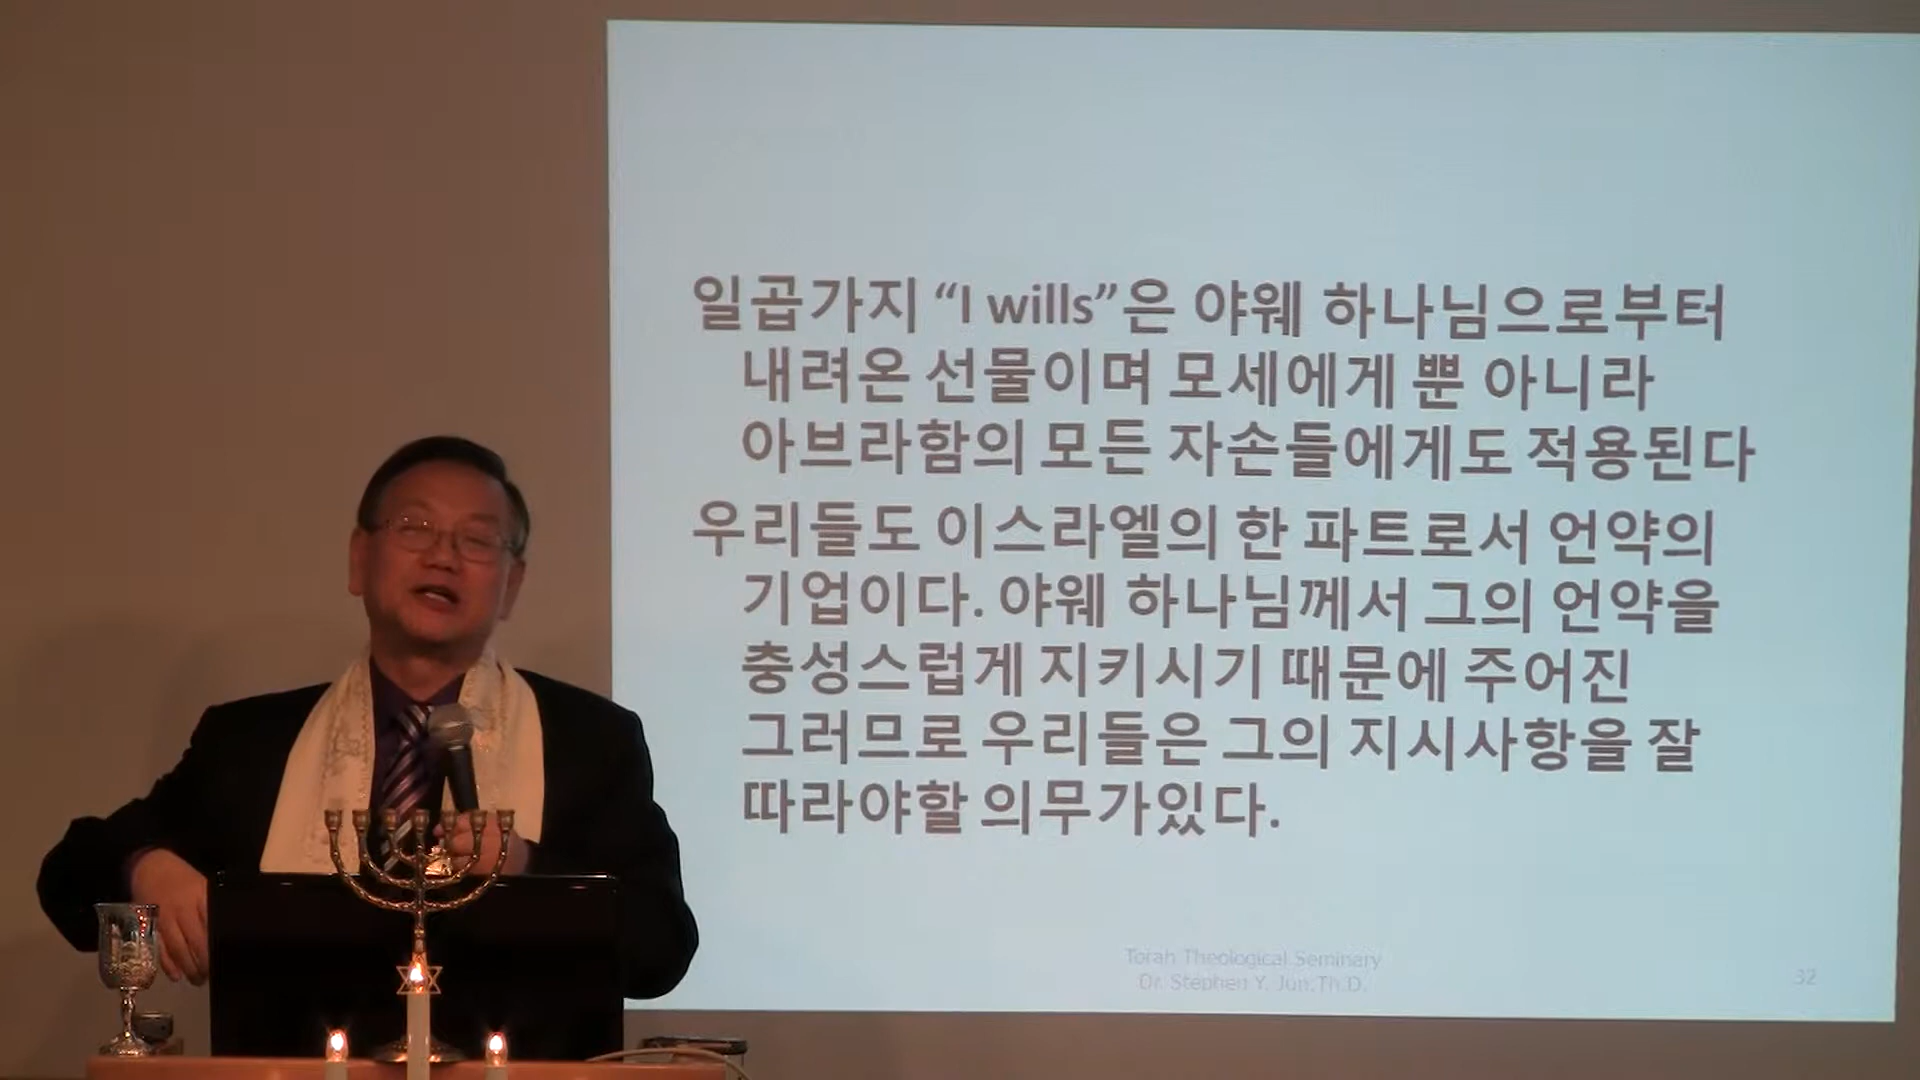 일곱가지 “I wills”은 야웨 하나님으로부터
내려온 선물이며 모세에게 뿐 아니라
아브라함의 모든 자손들에게도 적용된다
우리들도 이스라엘의 한 파트로서 언약의
기업이다. 야웨 하나님께서 그의 언약을
충성스럽게 지키시기 때문에 주어진
그러므로 우리들은 그의 지시사항을 잘
따라야할 의무가있다.
Torah Theological Seminary
Dr. Stephen Y. Jun.Th.D.
32